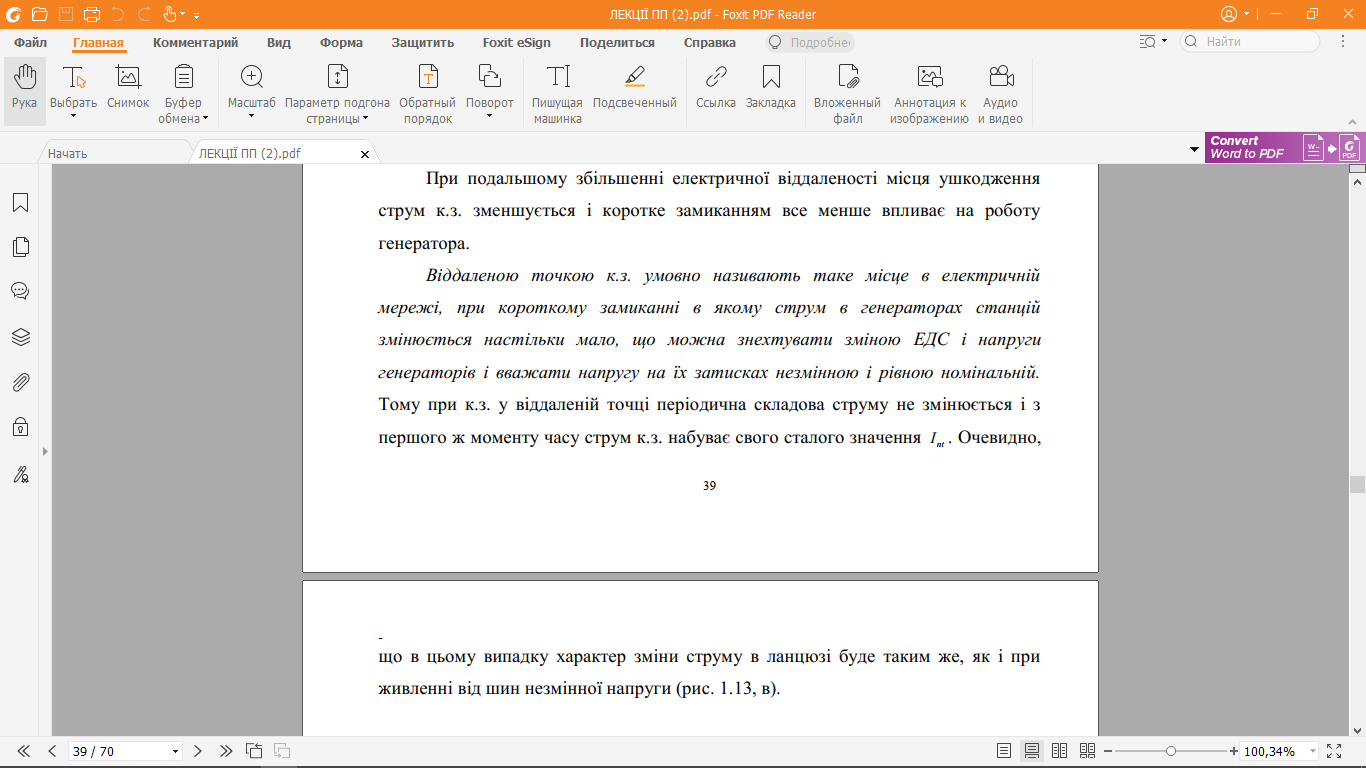 ЛЕКЦІЇ ПП (2).pdf - Foxit PDF Reader
Файл Главная Комментарий Вид Форма Защитить Foxit eSign Поделиться Справка Подробнее Найти
Рука Выбрать Снимок Буфер обмена Масштаб Параметр подгона страницы Обратный порядок Поворот Пишущая машинка Подсвеченный Ссылка Закладка Вложенный файл Аннотация к изображению Аудио и видео
Начать ЛЕКЦІЇ ПП (2).pdf
Convert
Word to PDF
При подальшому збільшенні електричної віддаленості місця ушкодження
струм к.з. зменшується і коротке замиканням все менше впливає на роботу
генератора.
Віддаленою точкою к.з. умовно називають таке місце в електричній
мережі, при короткому замиканні в якому струм в генераторах станцій
змінюється настільки мало, що можна знехтувати зміною ЕДС і напруги
генераторів і вважати напругу на їх затисках незмінною і рівною номінальній.
Тому при к.з. у віддаленій точці періодична складова струму не змінюється і з
першого ж моменту часу струм к.з. набуває свого сталого значення I nt . Очевидно,
39
-
що в цьому випадку характер зміни струму в ланцюзі буде таким же, як і при
живленні від шин незмінної напруги (рис. 1.13, в).
39 / 70 100,34%